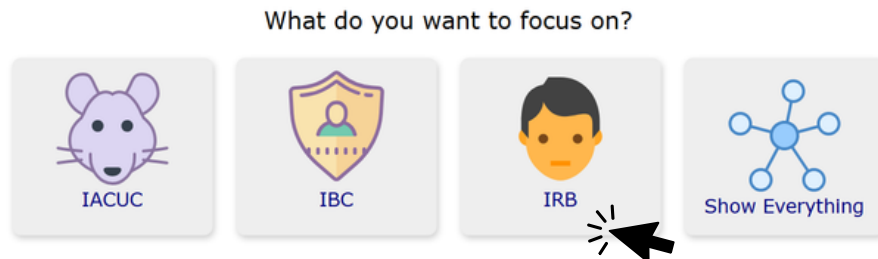 What do you want to focus on?
IACUC
IBC
IRB
Show Everything